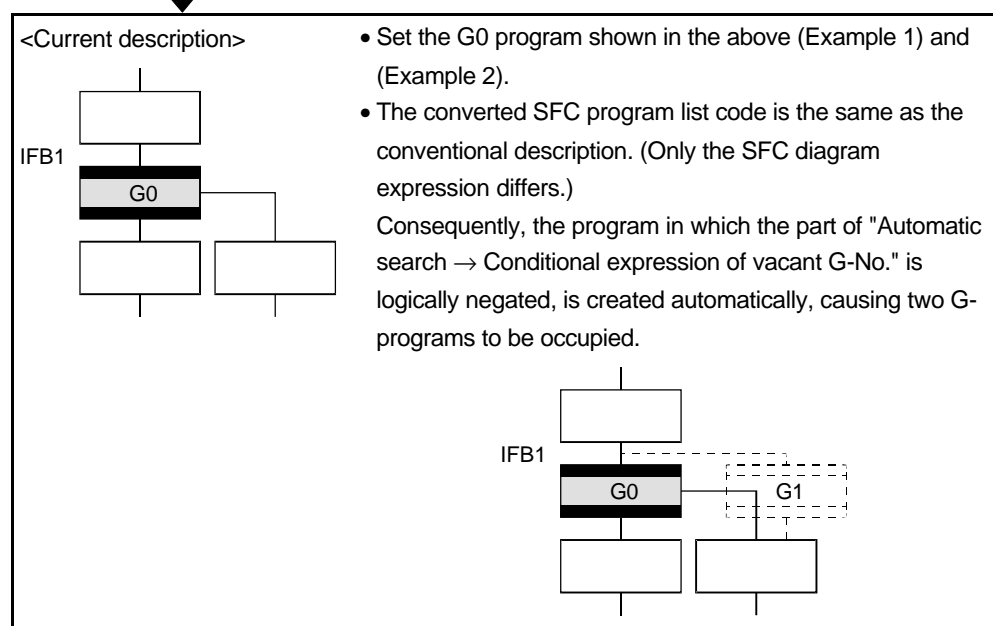 <Current description>
• Set the G0 program shown in the above (Example 1) and
(Example 2).
• The converted SFC program list code is the same as the
conventional description. (Only the SFC diagram
expression differs.)
Consequently, the program in which the part of "Automatic
search → Conditional expression of vacant G-No." is
logically negated, is created automatically, causing two G-
programs to be occupied.
IFB1
G0
IFB1
G0
G1